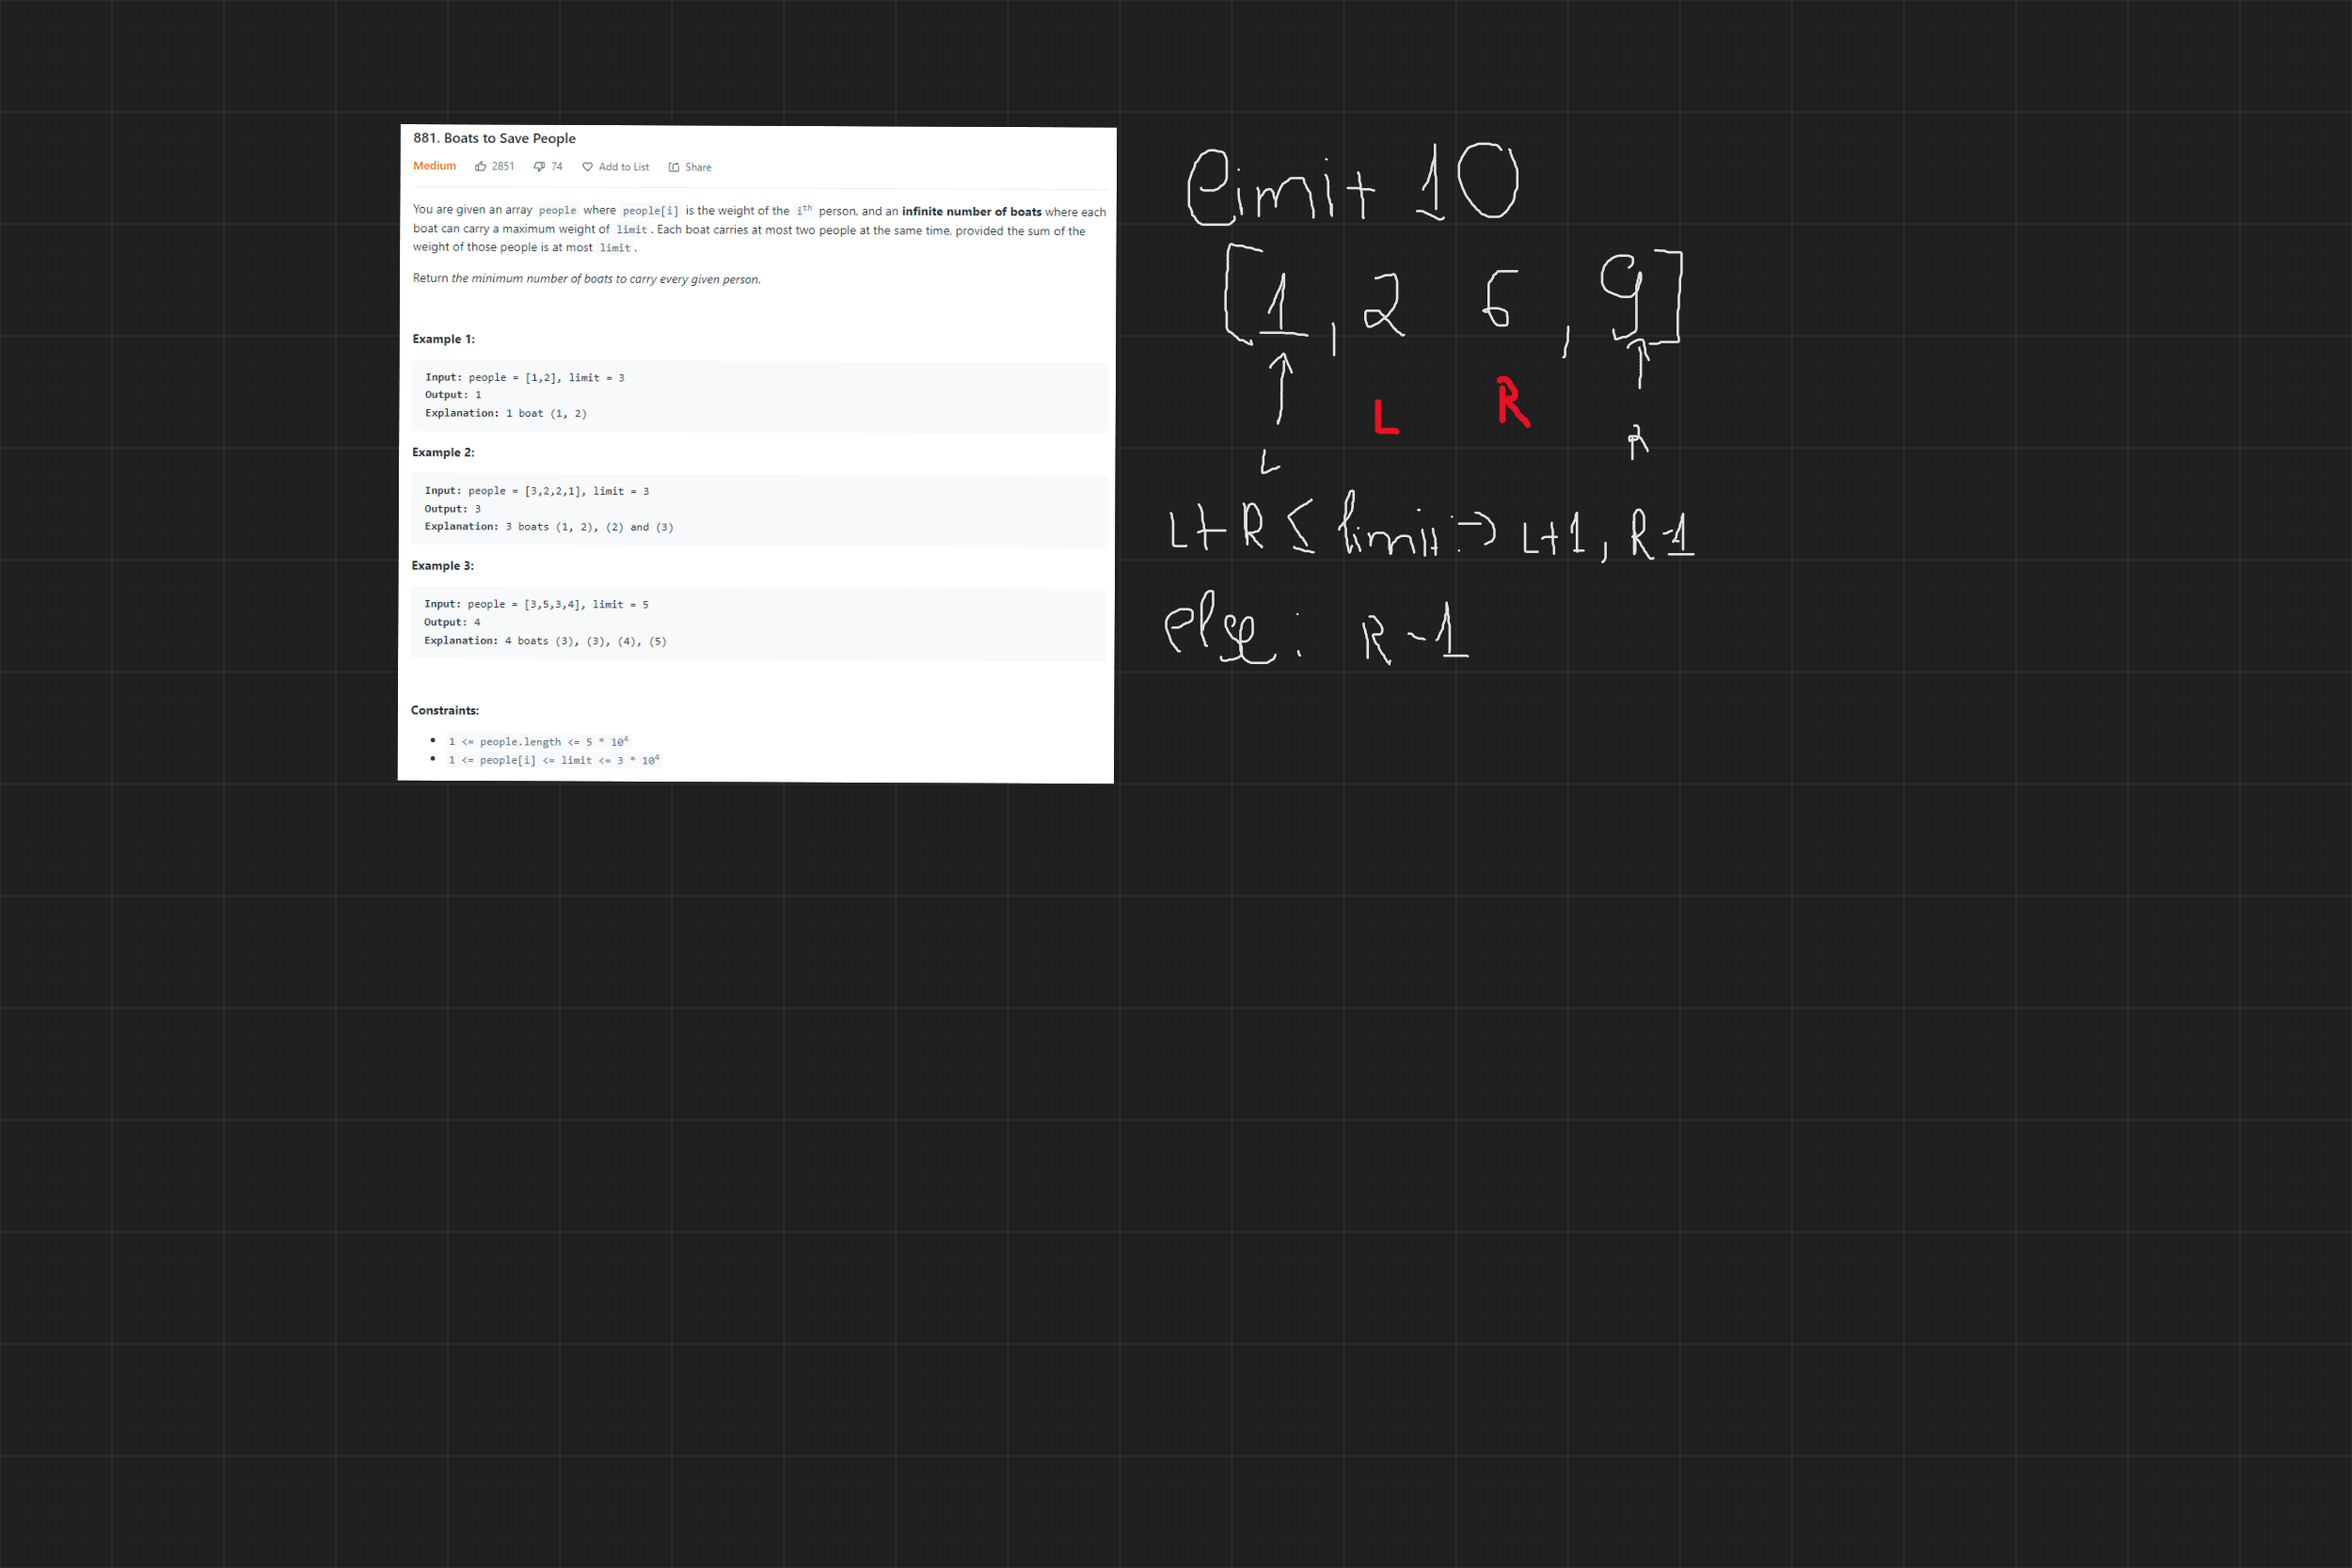 881. Boats to Save People
Medium 2851 74 Add to List Share
You are given an array people where people[i] is the weight of the ith person, and an infinite number of boats where each
boat can carry a maximum weight of limit. Each boat carries at most two people at the same time, provided the sum of the
weight of those people is at most limit.
Return the minimum number of boats to carry every given person.
Example 1:
Input: people = [1,2], limit = 3
Output: 1
Explanation: 1 boat (1, 2)
Example 2:
Input: people = [3,2,2,1], limit = 3
Output: 3
Explanation: 3 boats (1, 2), (2) and (3)
Example 3:
Input: people = [3,5,3,4], limit = 5
Output: 4
Explanation: 4 boats (3), (3), (4), (5)
Constraints:
1 <= people.length <= 5 * 10^4
1 <= people[i] <= limit <= 3 * 10^4
limit 10
[1, 2 5, 9]
L R
L R
L+R ≤ limit: → L+1, R-1
else: R-1